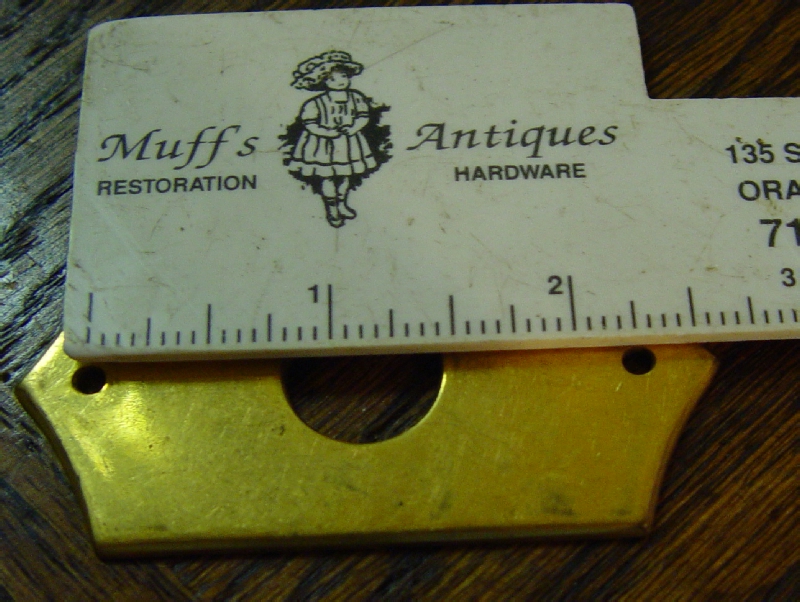 Muff's Antiques
RESTORATION HARDWARE
135 S
ORA
71
1 2 3